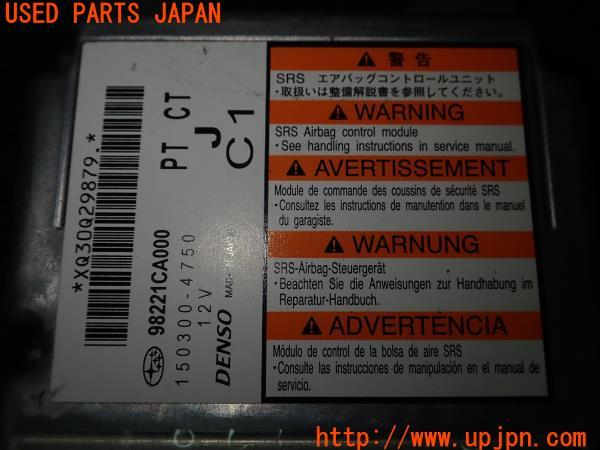 USED PARTS JAPAN
*XQ30Q29879.*
98221CA000
150300-4750
12V
DENSO MADE IN JAPAN
PT CT
J
C1
警告
SRS エアバッグコントロールユニット
・取扱いは整備解説書を参照してください。
WARNING
SRS Airbag control module
• See handling instructions in service manual.
AVERTISSEMENT
Module de commande des coussins de sécurité SRS
•Consultez les instructions de manutention dans le manuel
du garagiste.
WARNUNG
SRS-Airbag-Steuergerät
•Beachten Sie die Anweisungen zur Handhabung im
Reparatur-Handbuch.
ADVERTENCIA
Módulo de control de la bolsa de aire SRS
•Consulte las instrucciones de manipulación en el manual de
servicio.
UPJ
http://www.upjpn.com/